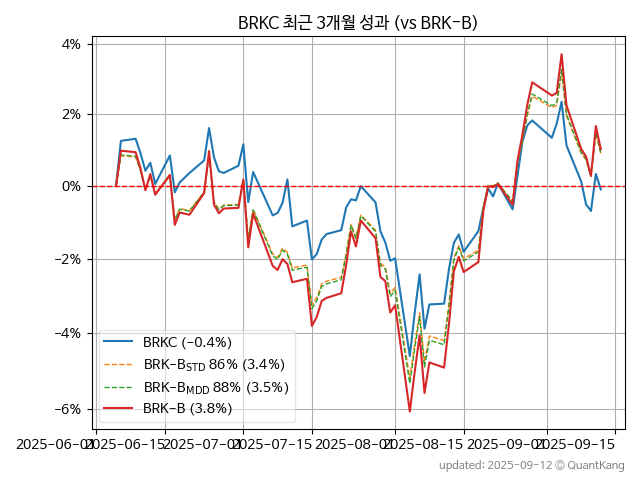 BRKC 최근 3개월 성과 (vs BRK−B)
4%
2%
0%
−2%
−4%
−6%
BRKC (−0.4%)
BRK−BSTD 86% (3.4%)
BRK−BMDD 88% (3.5%)
BRK−B (3.8%)
2025-06-01 2025-06-15 2025-07-01 2025-07-15 2025-08-01 2025-08-15 2025-09-01 2025-09-15
updated: 2025-09-12 © QuantKang